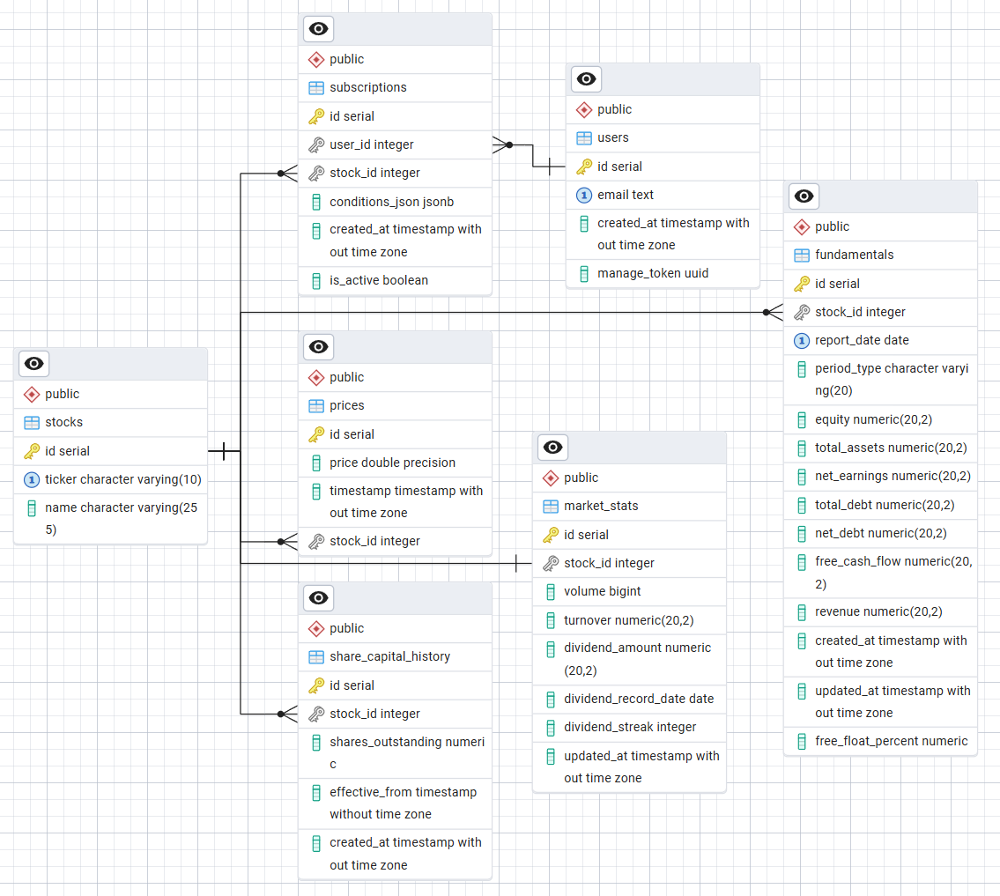 public
subscriptions
id serial
user_id integer
stock_id integer
conditions_json jsonb
created_at timestamp with
out time zone
is_active boolean
public
users
id serial
1 email text
created_at timestamp with
out time zone
manage_token uuid
public
fundamentals
id serial
stock_id integer
1 report_date date
period_type character varyi
ng(20)
equity numeric(20,2)
total_assets numeric(20,2)
net_earnings numeric(20,2)
total_debt numeric(20,2)
net_debt numeric(20,2)
free_cash_flow numeric(20,
2)
revenue numeric(20,2)
created_at timestamp with
out time zone
updated_at timestamp with
out time zone
free_float_percent numeric
public
stocks
id serial
1 ticker character varying(10)
name character varying(25
5)
public
prices
id serial
price double precision
timestamp timestamp with
out time zone
stock_id integer
public
market_stats
id serial
stock_id integer
volume bigint
turnover numeric(20,2)
dividend_amount numeric
(20,2)
dividend_record_date date
dividend_streak integer
updated_at timestamp with
out time zone
public
share_capital_history
id serial
stock_id integer
shares_outstanding numeri
c
effective_from timestamp
without time zone
created_at timestamp with
out time zone